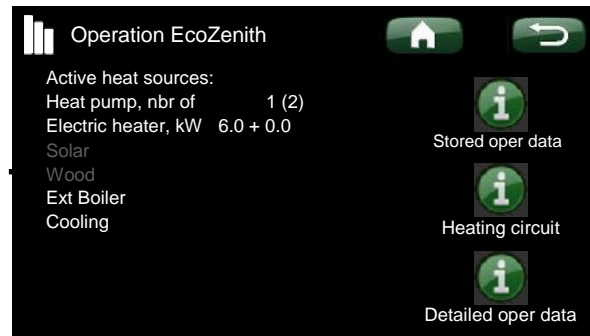 Operation EcoZenith
Active heat sources:
Heat pump, nbr of 1 (2)
Electric heater, kW 6.0 + 0.0
Solar
Wood
Ext Boiler
Cooling
Stored oper data
Heating circuit
Detailed oper data